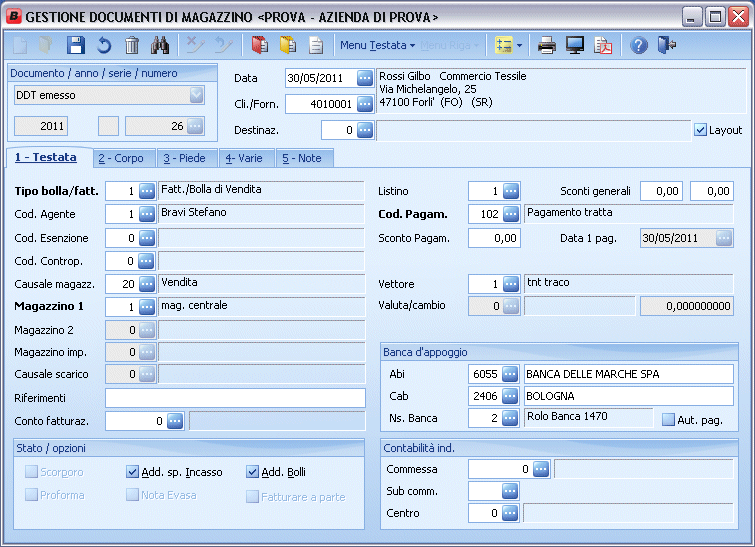 B GESTIONE DOCUMENTI DI MAGAZZINO <PROVA - AZIENDA DI PROVA>
Menu Testata Menu Riga
Documento / anno / serie / numero
DDT emesso
2011 26
Data 30/05/2011
Cli./Forn. 4010001
Destinaz. 0
Rossi Gilbo Commercio Tessile
Via Michelangelo, 25
47100 Forli' (FO) (SR)
Layout
1 - Testata 2 - Corpo 3 - Piede 4- Varie 5 - Note
Tipo bolla/fatt. 1 Fatt./Bolla di Vendita
Cod. Agente 1 Bravi Stefano
Cod. Esenzione 0
Cod. Controp. 0
Causale magazz. 20 Vendita
Magazzino 1 1 mag. centrale
Magazzino 2 0
Magazzino imp. 0
Causale scarico 0
Riferimenti
Conto fatturaz. 0
Listino 1 Sconti generali 0,00 0,00
Cod. Pagam. 102 Pagamento tratta
Sconto Pagam. 0,00 Data 1 pag. 30/05/2011
Vettore 1 tnt traco
Valuta/cambio 0 0,000000000
Banca d'appoggio
Abi 6055 BANCA DELLE MARCHE SPA
Cab 2406 BOLOGNA
Ns. Banca 2 Rolo Banca 1470 Aut. pag.
Stato / opzioni
Scorporo Add. sp. Incasso Add. Bolli
Proforma Nota Evasa Fatturare a parte
Contabilità ind.
Commessa 0
Sub comm.
Centro 0